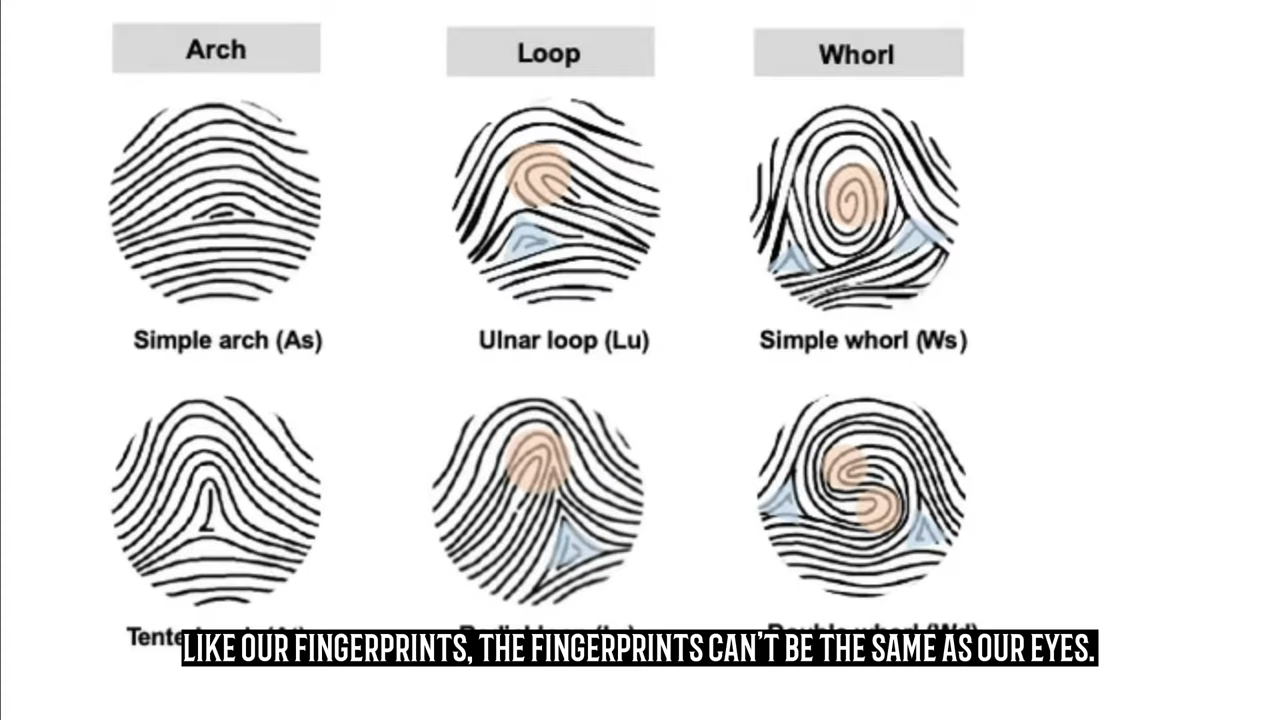 Arch
Loop
Whorl
Simple arch (As)
Ulnar loop (Lu)
Simple whorl (Ws)
LIKE OUR FINGERPRINTS, THE FINGERPRINTS CAN'T BE THE SAME AS OUR EYES.